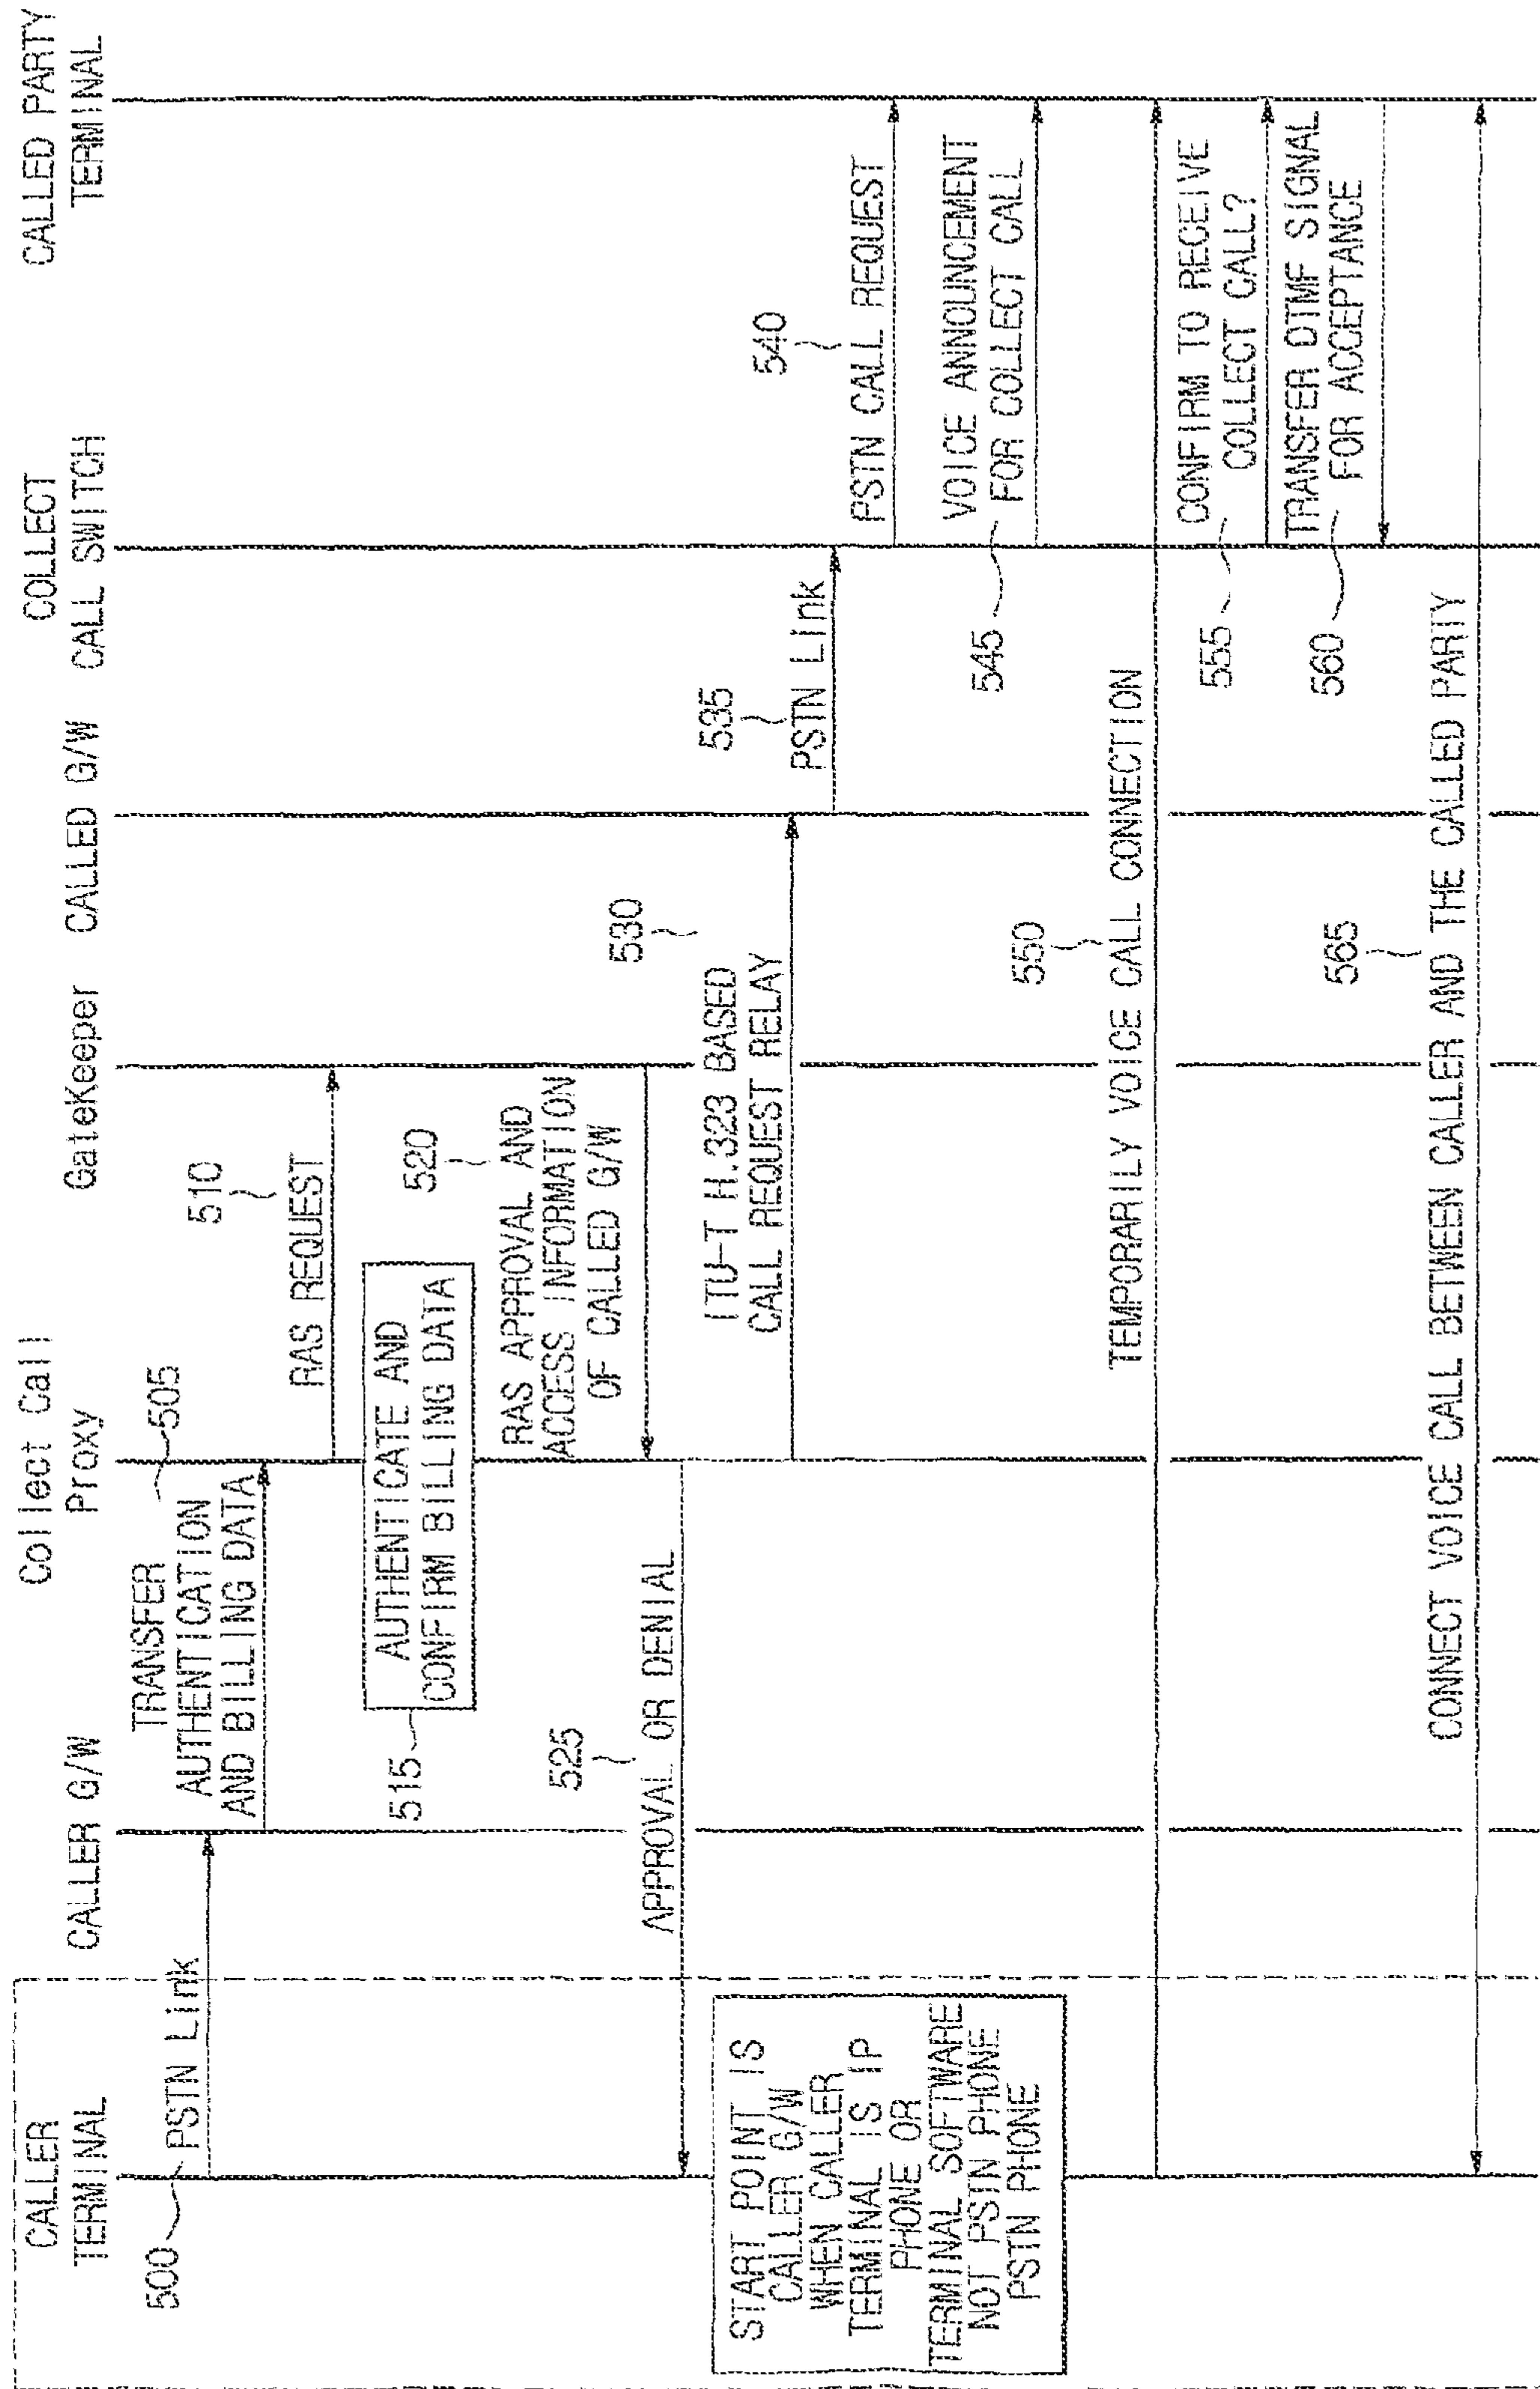 CALLER
TERMINAL
CALLER G/W
Collect Call
Proxy
GateKeeper
CALLED G/W
COLLECT
CALL SWITCH
CALLED PARTY
TERMINAL
500
PSTN Link
TRANSFER
AUTHENTICATION
AND BILLING DATA
505
510
RAS REQUEST
515
AUTHENTICATE AND
CONFIRM BILLING DATA
520
RAS APPROVAL AND
ACCESS INFORMATION
OF CALLED G/W
525
APPROVAL OR DENIAL
530
ITU-T H.323 BASED
CALL REQUEST RELAY
START POINT IS
CALLER G/W
WHEN CALLER
TERMINAL IS IP
PHONE OR
TERMINAL SOFTWARE
NOT PSTN PHONE
PSTN PHONE
535
PSTN Link
540
PSTN CALL REQUEST
545
VOICE ANNOUNCEMENT
FOR COLLECT CALL
550
TEMPORARILY VOICE CALL CONNECTION
555
CONFIRM TO RECEIVE
COLLECT CALL?
560
TRANSFER DTMF SIGNAL
FOR ACCEPTANCE
565
CONNECT VOICE CALL BETWEEN CALLER AND THE CALLED PARTY